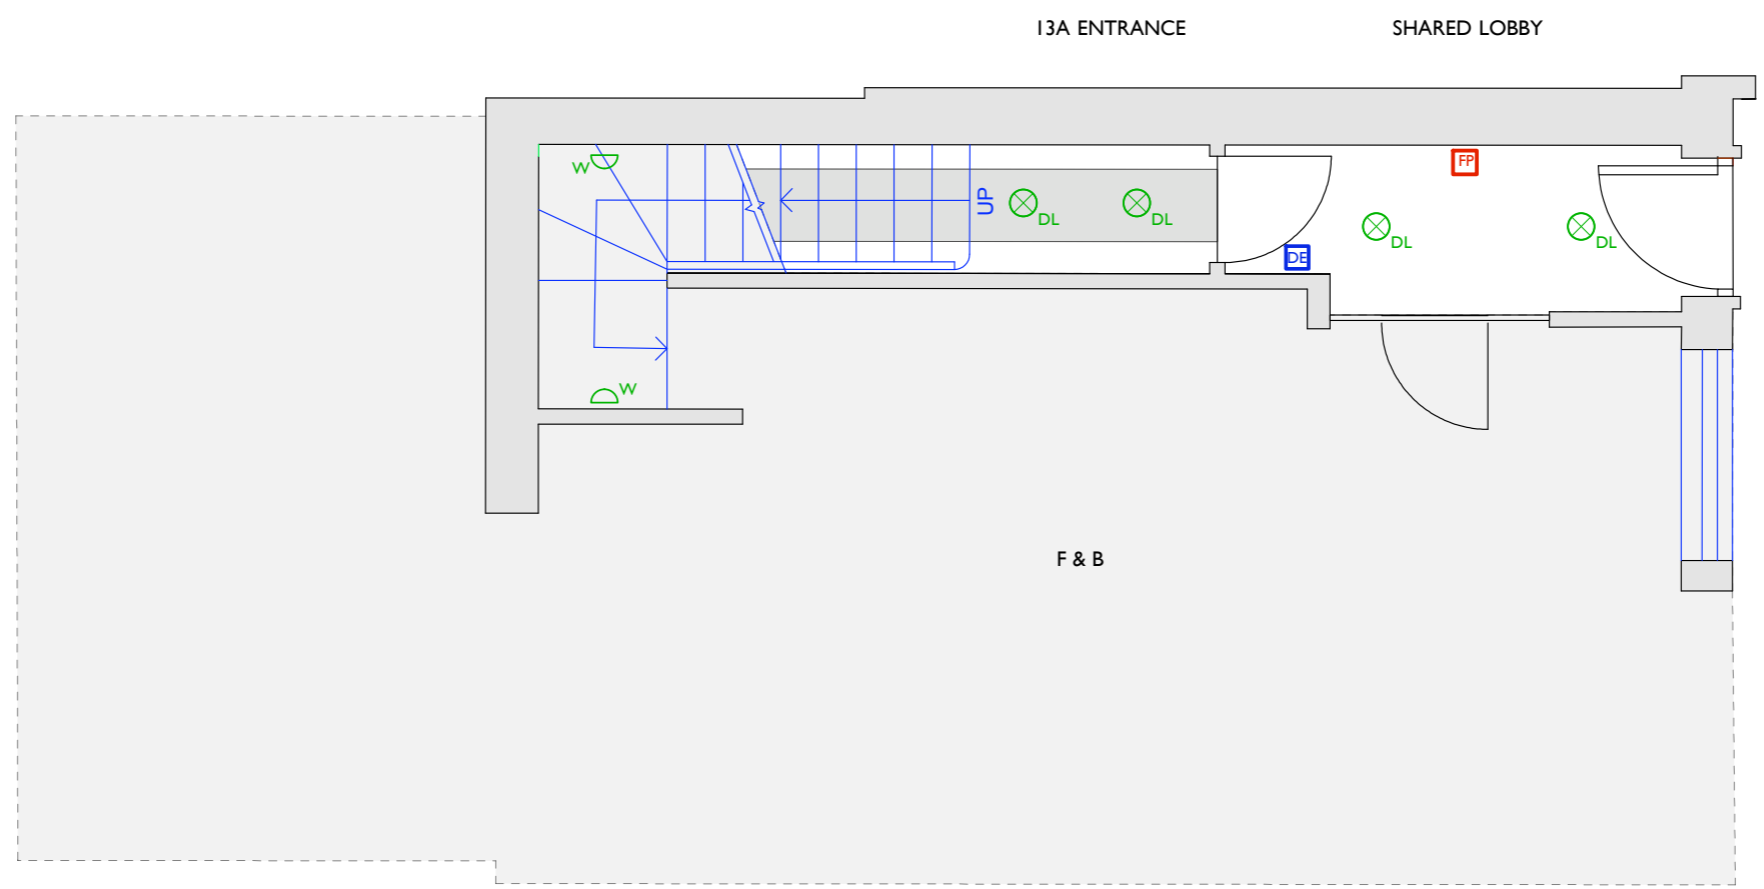 13A ENTRANCE
SHARED LOBBY
W
FP
UP
DL
DL
DL
DL
DE
W
F & B